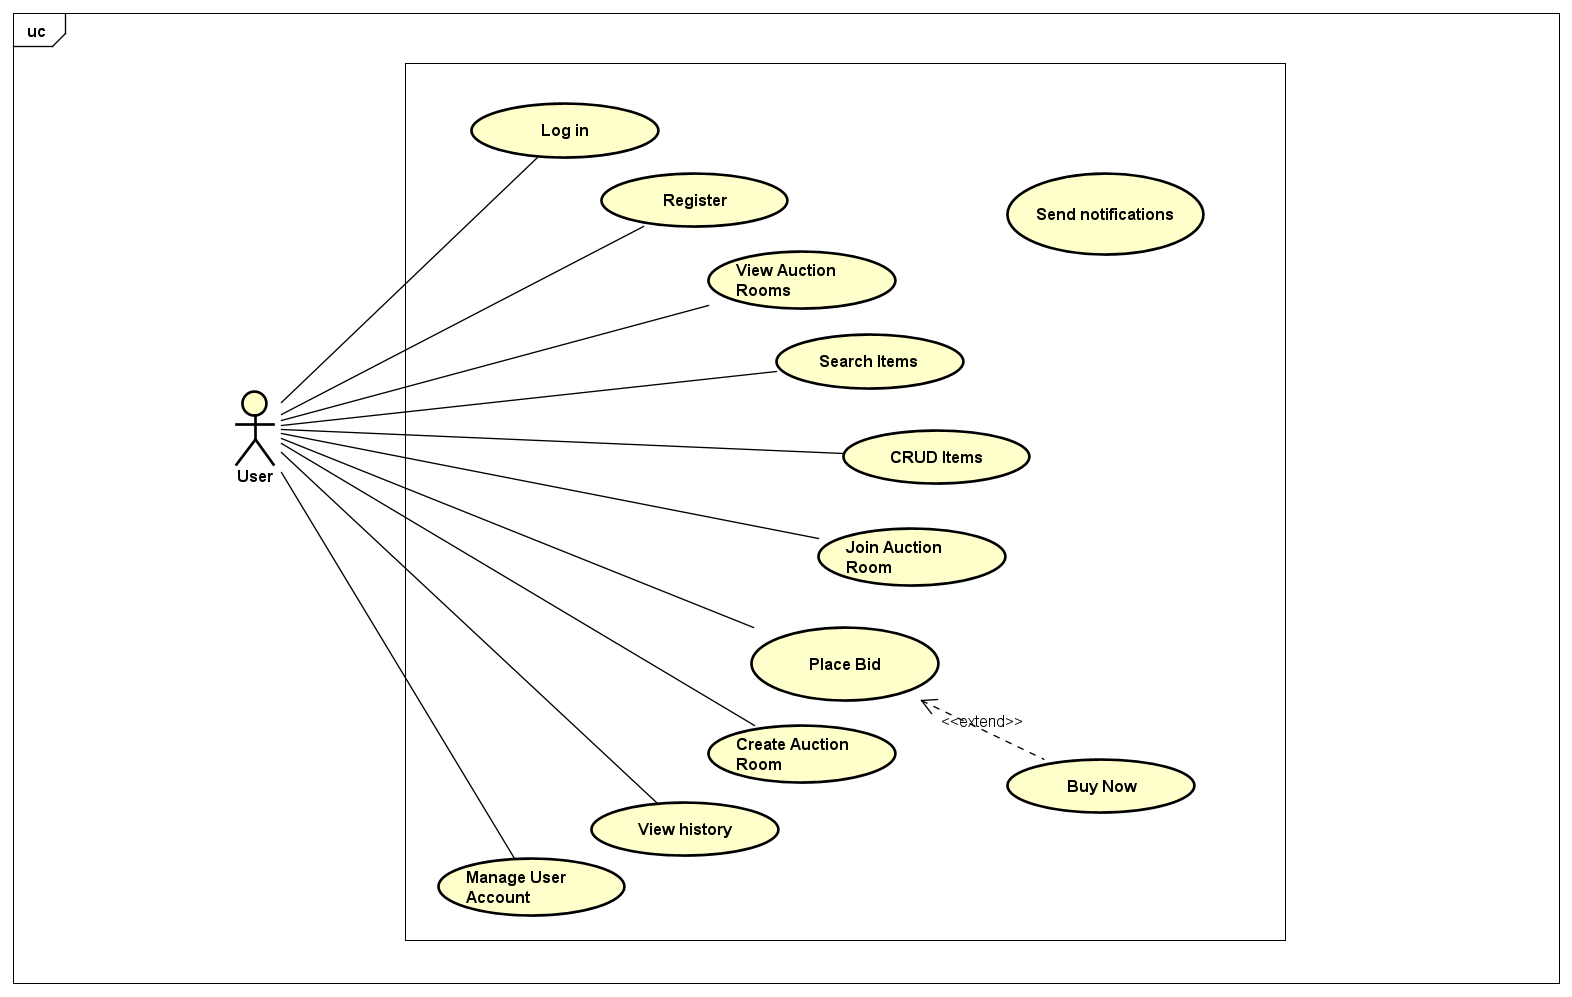 uc
Log in
Register
Send notifications
View Auction
Rooms
Search Items
CRUD Items
User
Join Auction
Room
Place Bid
<<extend>>
Create Auction
Room
Buy Now
View history
Manage User
Account